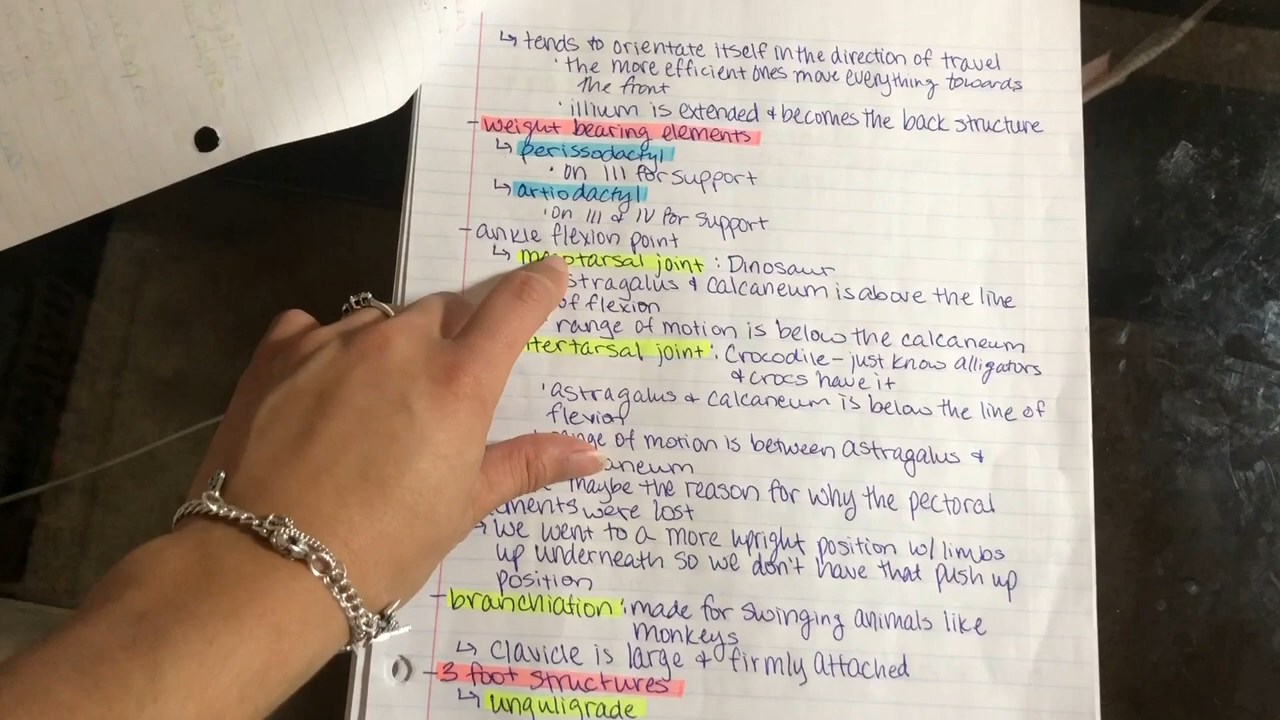 ↳ tends to orientate itself in the direction of travel
· the more efficient ones move everything towards
the front
· illium is extended & becomes the back structure
- weight bearing elements
↳ perissodactyl
· on III for support
↳ artiodactyl
· on III & IV for support
- ankle flexion point
↳ joint : Dinosaur
& calcaneum is above the line
of flexion
range of motion is below the calcaneum
joint : Crocodile - just know alligators
& crocs have it
· astragalus & calcaneum is below the line of
flexion
of motion is between astragalus &
maybe the reason for why the pectoral
were lost
↳ we went to a more upright position w/ limbs
up underneath so we don't have that push up
position
- branchiation : made for swinging animals like
monkeys
↳ clavicle is large & firmly attached
- 3 foot structures
↳ unguligrade